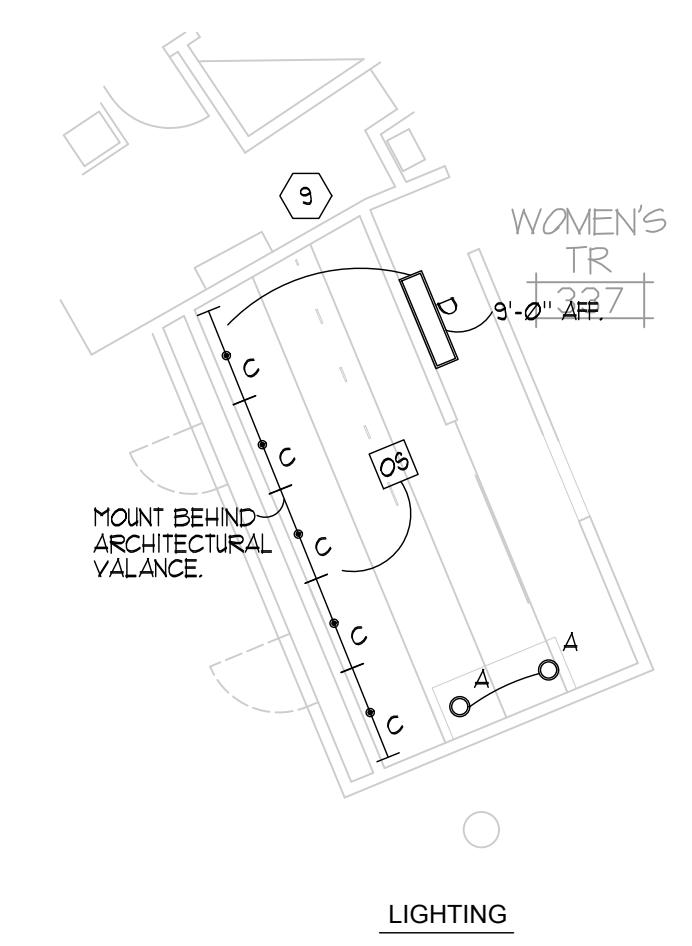 9
WOMEN'S
TR
337
D
9'-0" AFF.
C
C
OS
MOUNT BEHIND
ARCHITECTURAL
VALANCE.
C
C
A
A
C
LIGHTING